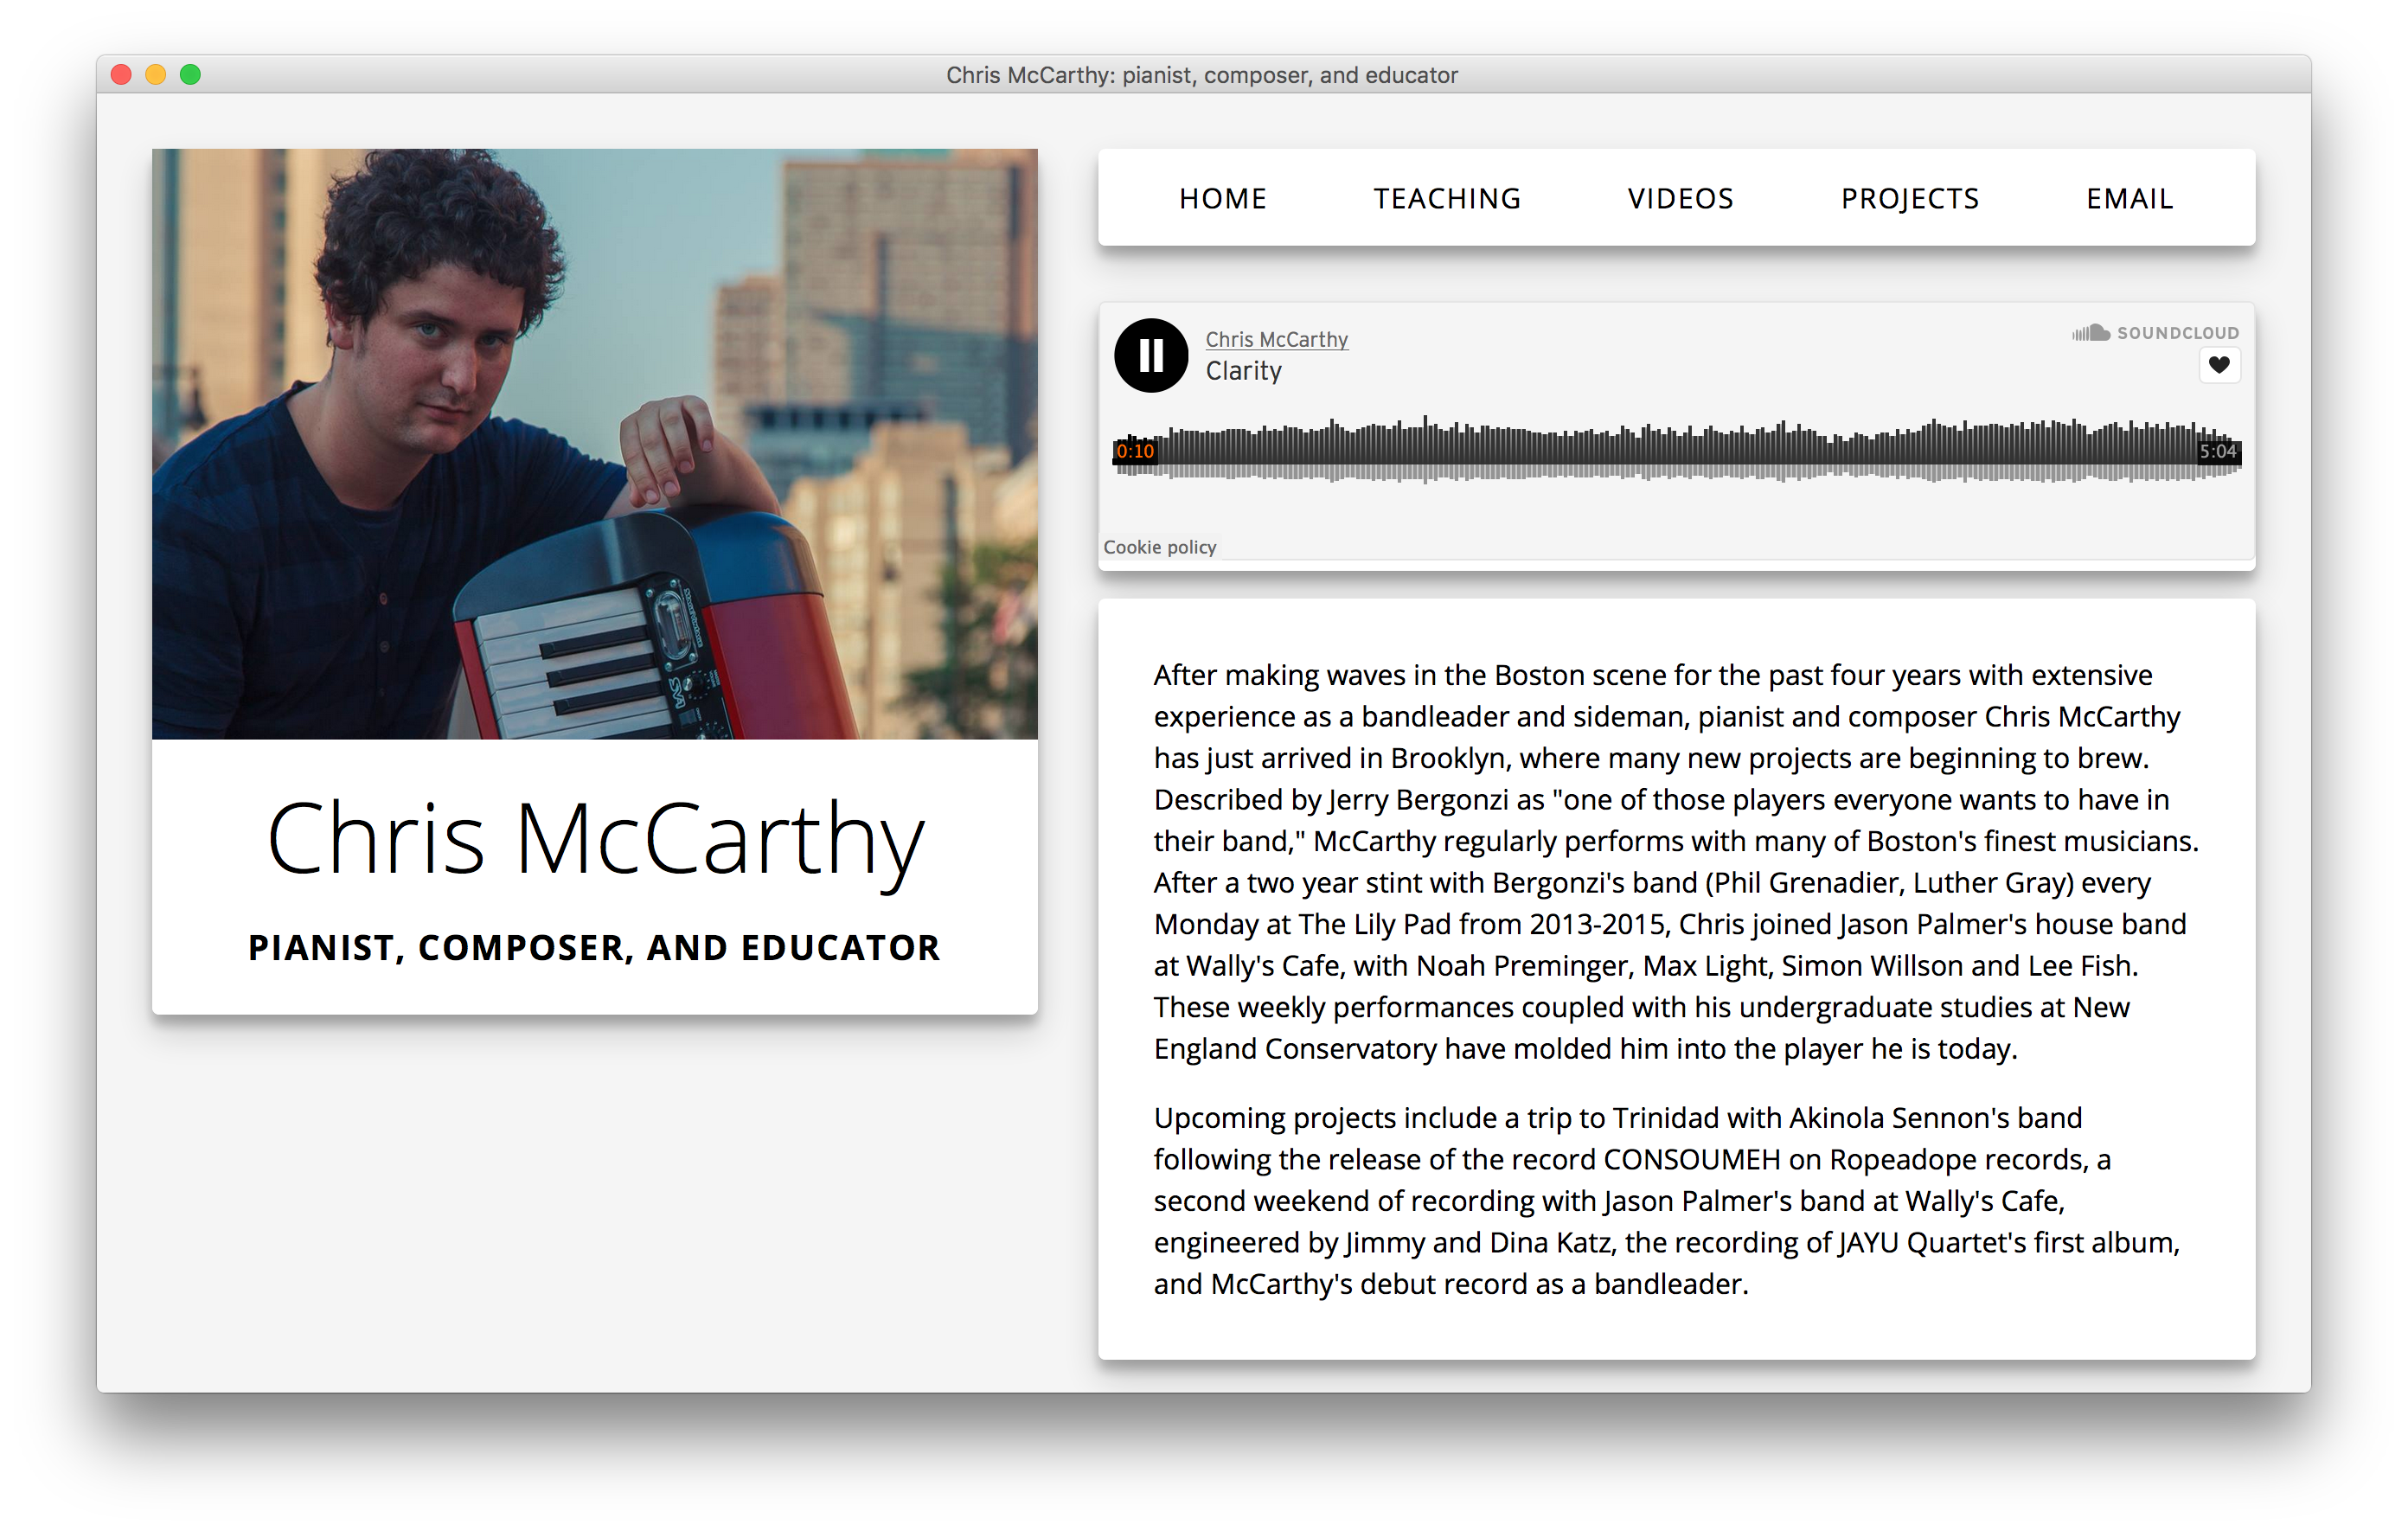 Chris McCarthy: pianist, composer, and educator
HOME TEACHING VIDEOS PROJECTS EMAIL
Chris McCarthy
Clarity
SOUNDCLOUD
0:10
5:04
Cookie policy
SV-1
Chris McCarthy
PIANIST, COMPOSER, AND EDUCATOR
After making waves in the Boston scene for the past four years with extensive
experience as a bandleader and sideman, pianist and composer Chris McCarthy
has just arrived in Brooklyn, where many new projects are beginning to brew.
Described by Jerry Bergonzi as "one of those players everyone wants to have in
their band," McCarthy regularly performs with many of Boston's finest musicians.
After a two year stint with Bergonzi's band (Phil Grenadier, Luther Gray) every
Monday at The Lily Pad from 2013-2015, Chris joined Jason Palmer's house band
at Wally's Cafe, with Noah Preminger, Max Light, Simon Willson and Lee Fish.
These weekly performances coupled with his undergraduate studies at New
England Conservatory have molded him into the player he is today.
Upcoming projects include a trip to Trinidad with Akinola Sennon's band
following the release of the record CONSOUMEH on Ropeadope records, a
second weekend of recording with Jason Palmer's band at Wally's Cafe,
engineered by Jimmy and Dina Katz, the recording of JAYU Quartet's first album,
and McCarthy's debut record as a bandleader.